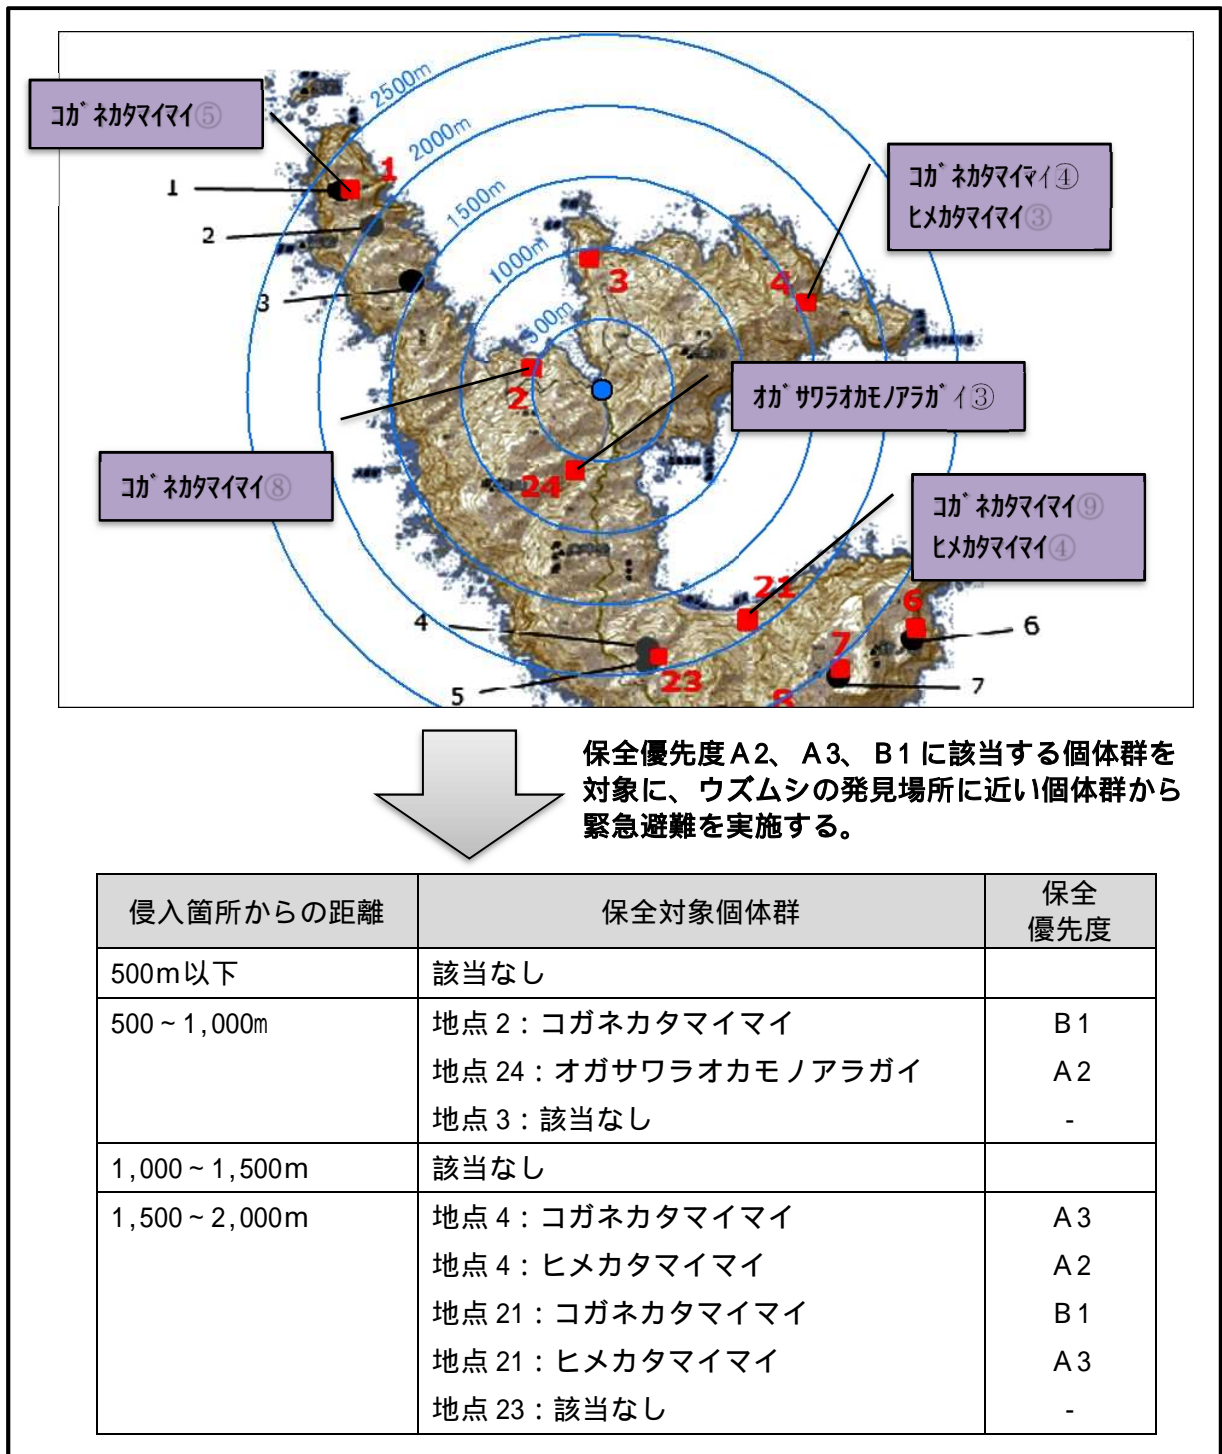 2500m
2000m
1500m
1000m
500m
コガネカタマイマイ⑤
コガネカタマイマイ④
ヒメカタマイマイ③
オガサワラオカモノアラガイ③
コガネカタマイマイ⑧
コガネカタマイマイ⑨
ヒメカタマイマイ④
1
1
2
3
3
4
2
24
21
4
6
6
7
23
5
7
8
保全優先度A2、A3、B1に該当する個体群を
対象に、ウズムシの発見場所に近い個体群から
緊急避難を実施する。
侵入箇所からの距離 保全対象個体群 保全
優先度
500m以下 該当なし
500~1,000m 地点2:コガネカタマイマイ B1
地点24:オガサワラオカモノアラガイ A2
地点3:該当なし -
1,000~1,500m 該当なし
1,500~2,000m 地点4:コガネカタマイマイ A3
地点4:ヒメカタマイマイ A2
地点21:コガネカタマイマイ B1
地点21:ヒメカタマイマイ A3
地点23:該当なし -